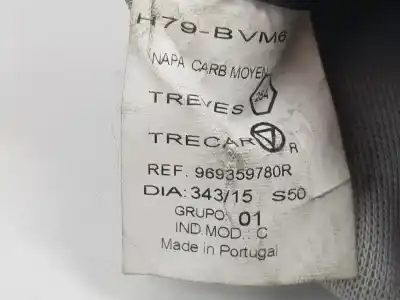 H79-BVM6
NAPA CARB MOYEN
TREVES 264
TRECAR R
REF. 969359780R
DIA: 343/15 S50
GRUPO: 01
IND.MOD.: C
Made in Portugal